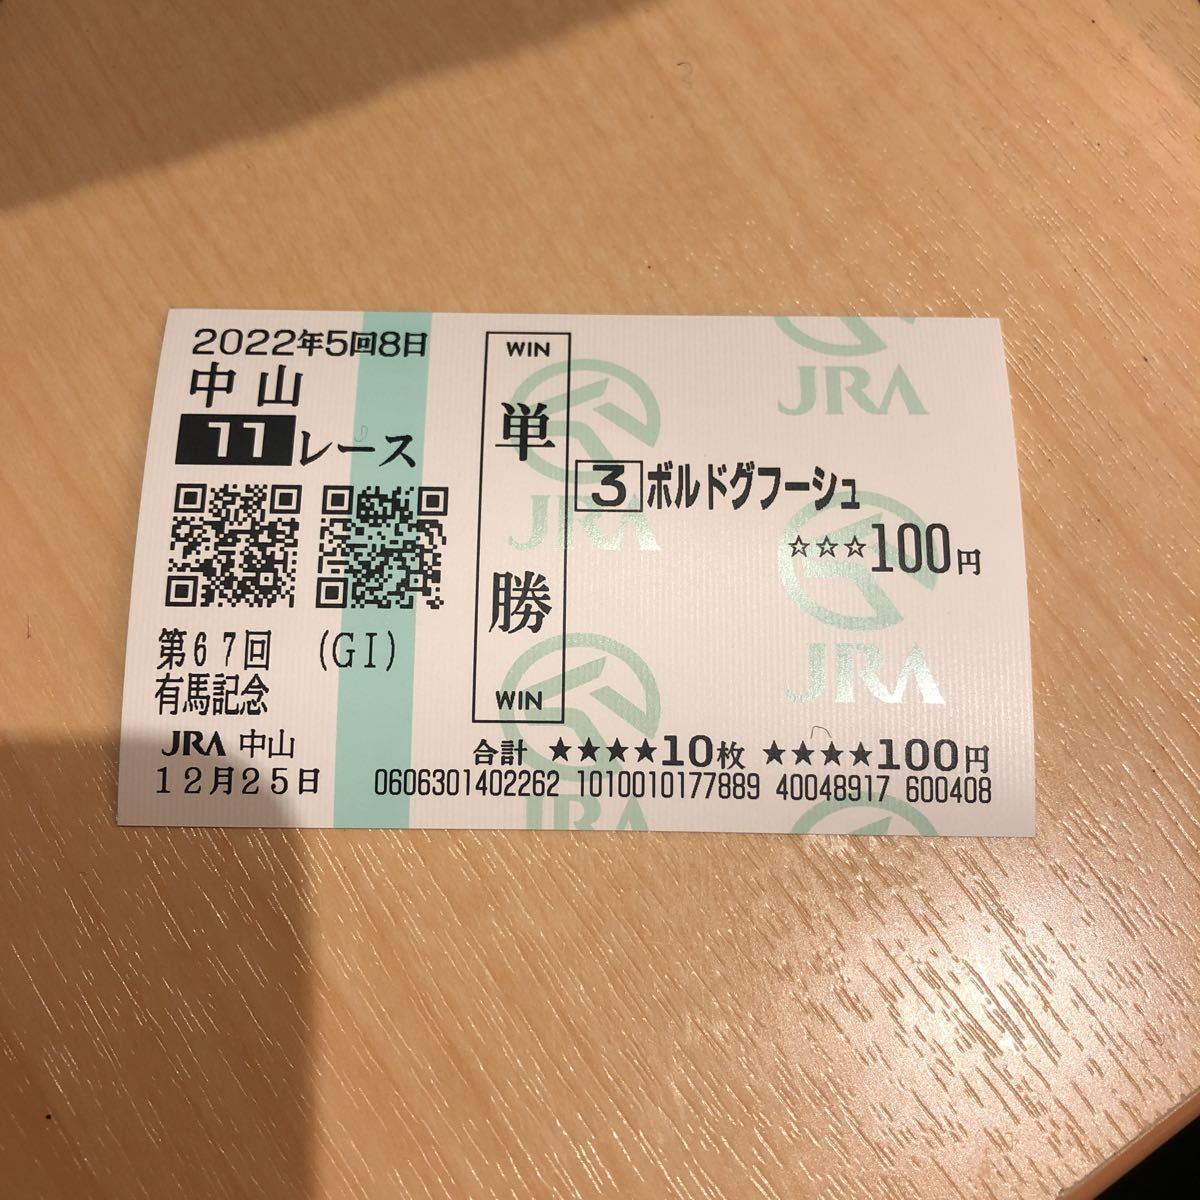 2022年5回8日
中山
11レース
第67回 (GI)
有馬記念
JRA 中山
12月25日
WIN
単勝
WIN
3 ボルドグフーシュ
☆☆☆100円
合計 ★★★★10枚 ★★★★100円
0606301402262 1010010177889 40048917 600408
JRA
JRA
JRA
JRA